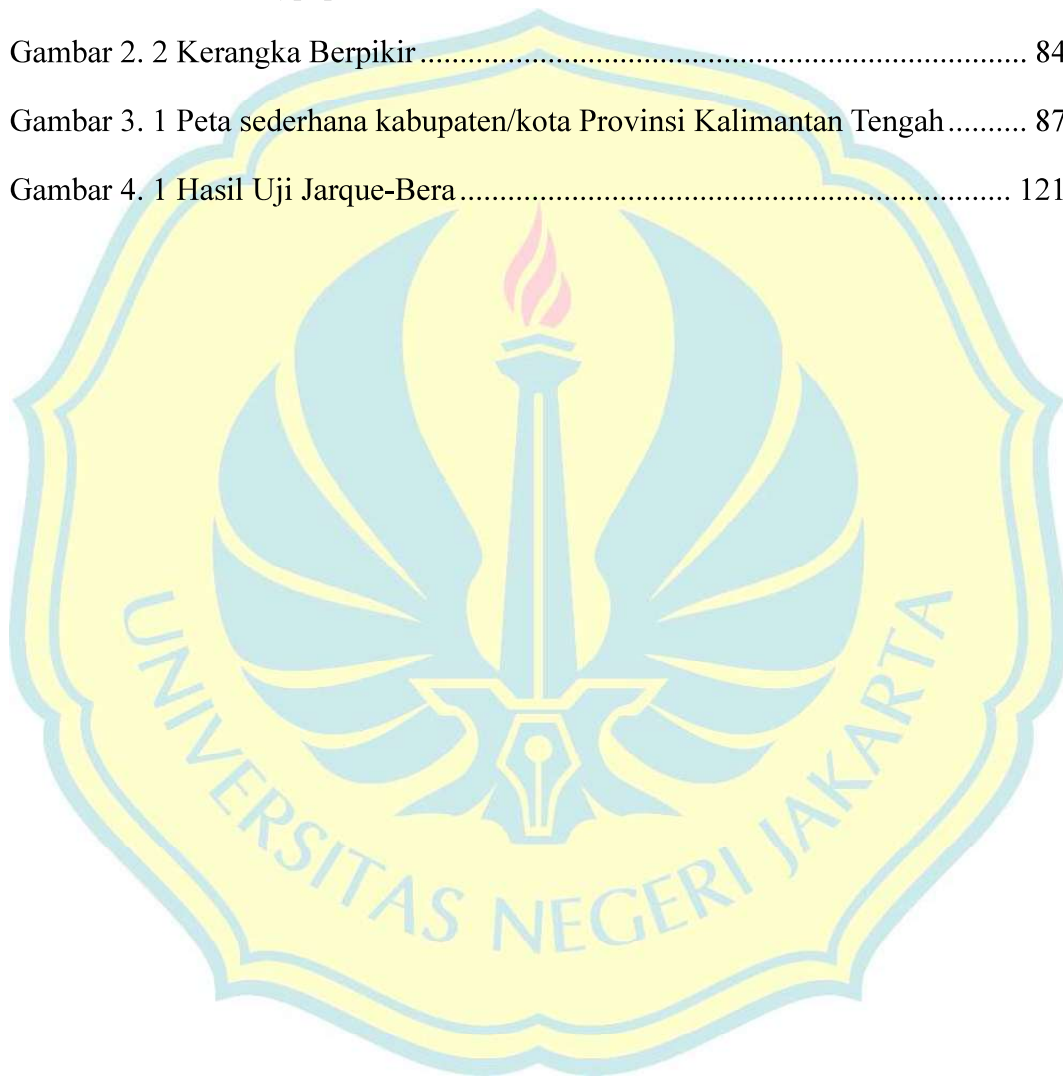 Gambar 2. 2 Kerangka Berpikir............................................................................ 84
Gambar 3. 1 Peta sederhana kabupaten/kota Provinsi Kalimantan Tengah.......... 87
Gambar 4. 1 Hasil Uji Jarque-Bera..................................................................... 121
UNIVERSITAS NEGERI JAKARTA